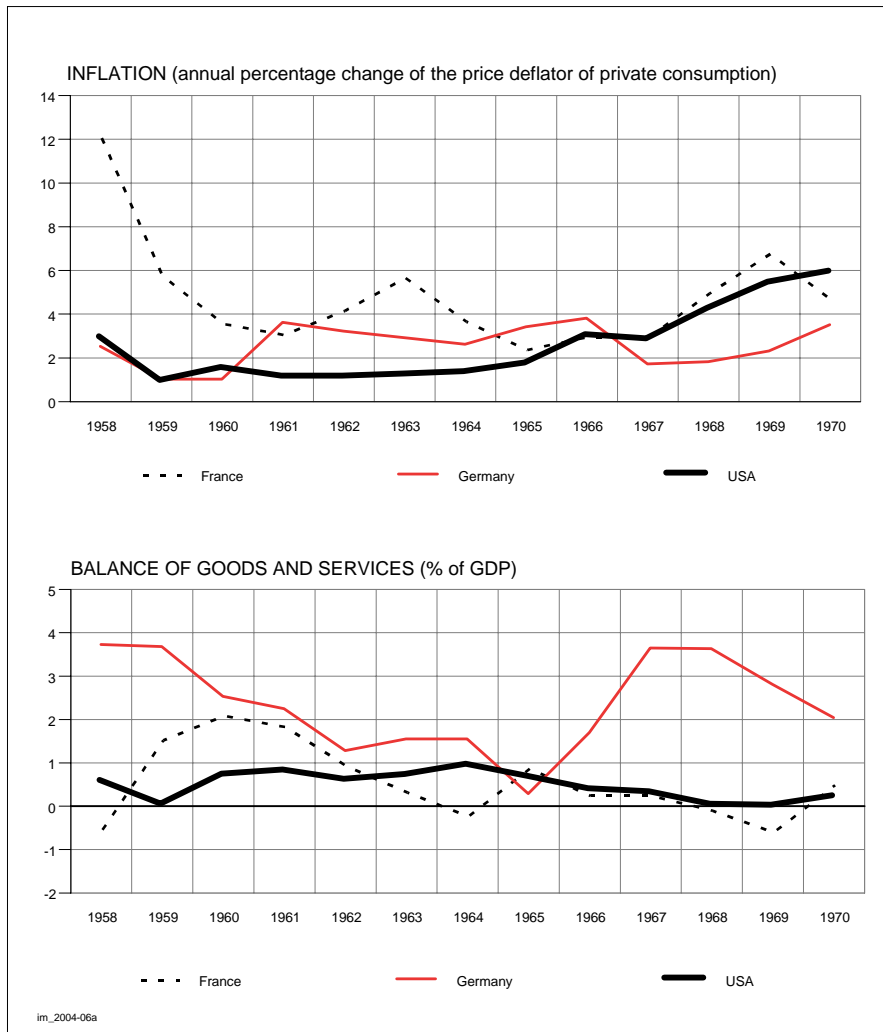 INFLATION (annual percentage change of the price deflator of private consumption)
14
12
10
8
6
4
2
0
1958 1959 1960 1961 1962 1963 1964 1965 1966 1967 1968 1969 1970
France Germany USA
BALANCE OF GOODS AND SERVICES (% of GDP)
5
4
3
2
1
0
-1
-2
1958 1959 1960 1961 1962 1963 1964 1965 1966 1967 1968 1969 1970
France Germany USA
im_2004-06a